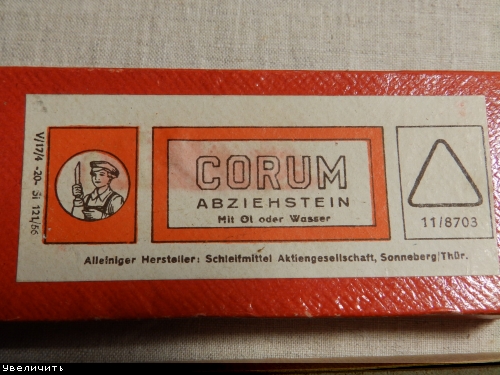 V/17/4 -20- Si 121/56
CORUM
ABZIEHSTEIN
Mit Öl oder Wasser
11/8703
Alleiniger Hersteller: Schleifmittel Aktiengesellschaft, Sonneberg/Thür.
Увеличить